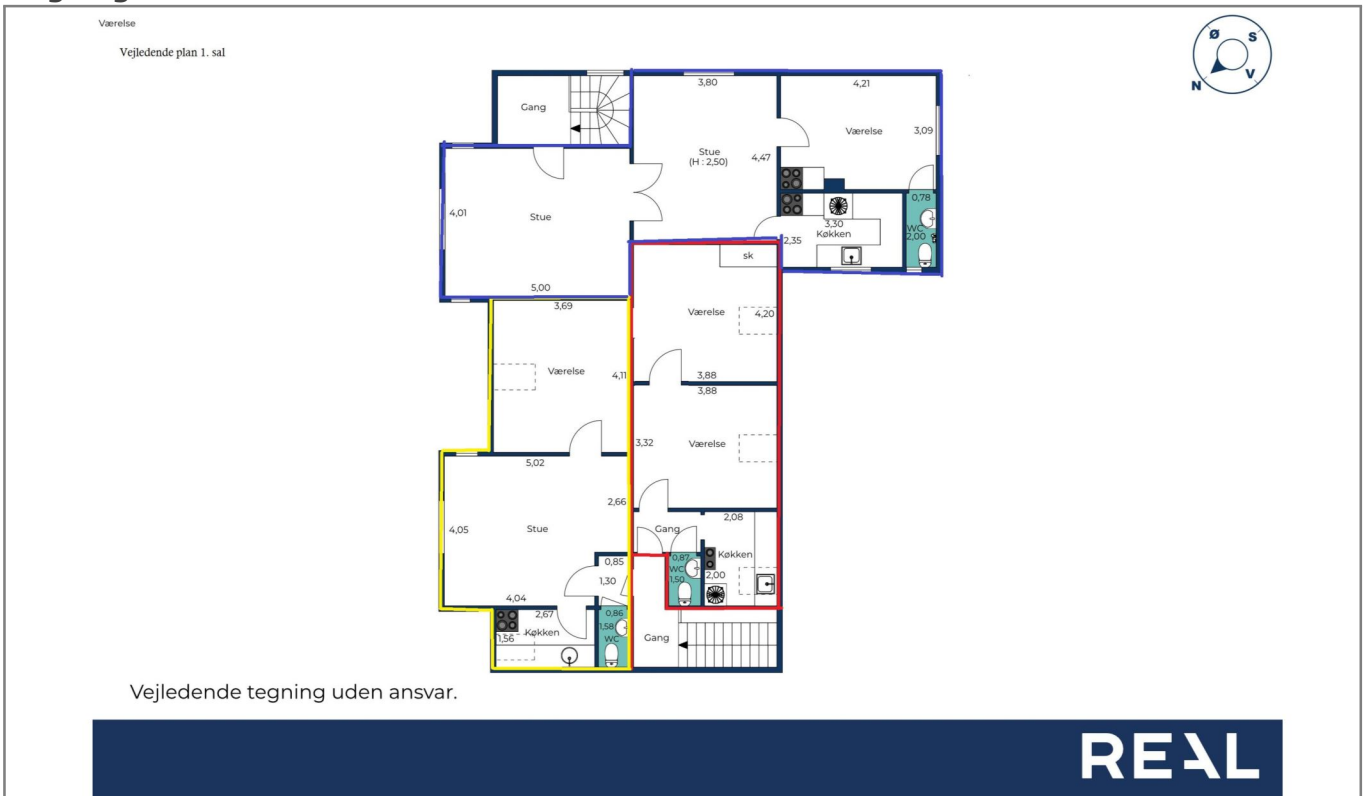 Værelse
Vejledende plan 1. sal
Ø
S
N
V
3,80
4,21
Gang
Værelse
3,09
Stue
(H : 2,50)
4,47
4,01
Stue
0,78
3,30
Køkken
WC
2,00
2,35
sk
5,00
3,69
Værelse
4,20
Værelse
4,11
3,88
3,88
3,32
Værelse
5,02
2,66
4,05
Stue
2,08
Gang
Køkken
0,85
0,87
WC
1,50
2,00
1,30
4,04
2,67
0,86
1,56
Køkken
1,58
WC
Gang
Vejledende tegning uden ansvar.
REAL